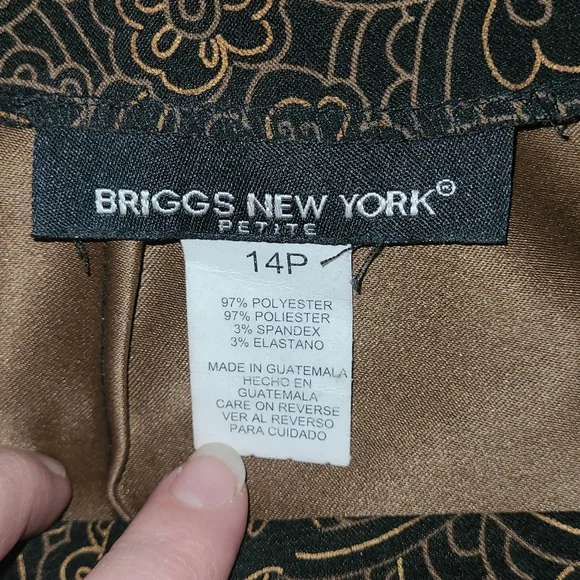 BRIGGS NEW YORK®
PETITE
14P
97% POLYESTER
97% POLIESTER
3% SPANDEX
3% ELASTANO
MADE IN GUATEMALA
HECHO EN
GUATEMALA
CARE ON REVERSE
VER AL REVERSO
PARA CUIDADO